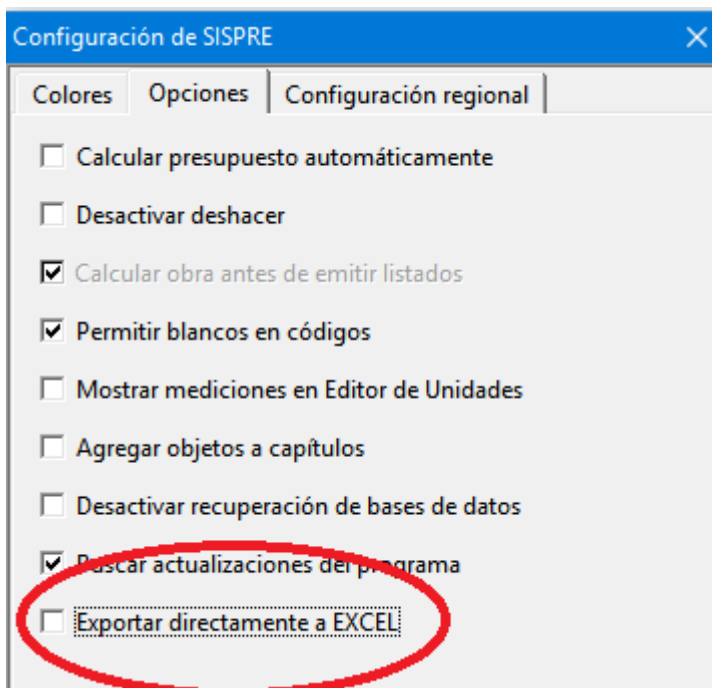 Configuración de SISPRE
Colores Opciones Configuración regional
Calcular presupuesto automáticamente
Desactivar deshacer
Calcular obra antes de emitir listados
Permitir blancos en códigos
Mostrar mediciones en Editor de Unidades
Agregar objetos a capítulos
Desactivar recuperación de bases de datos
Buscar actualizaciones del programa
Exportar directamente a EXCEL